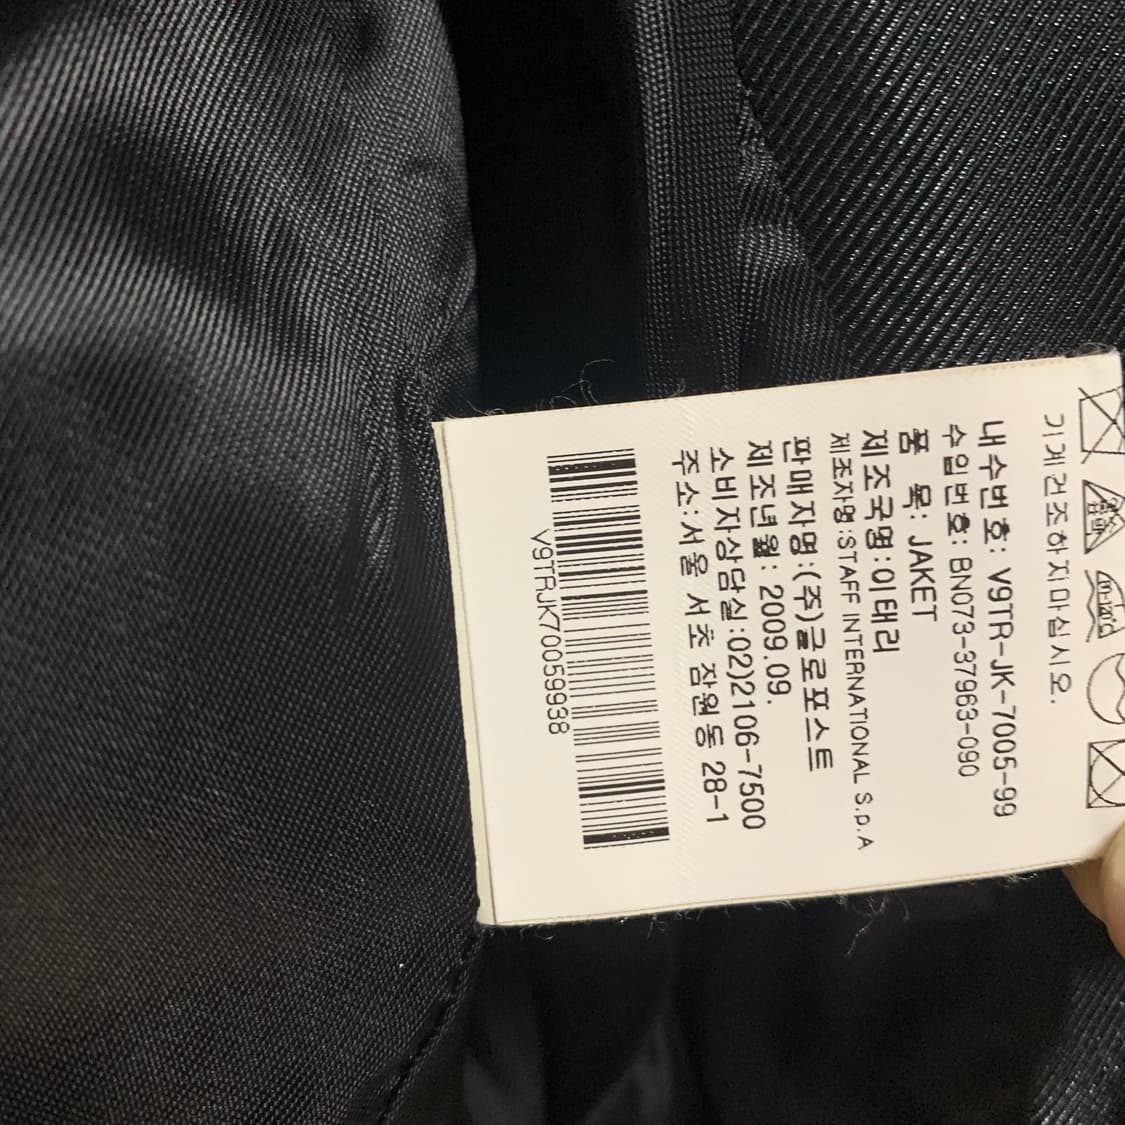 기계건조하지마십시오.
내수번호: V9TR-JK-7005-99
수입번호: BN073-37963-090
품 목: JAKET
제조국명:이태리
제조자명:STAFF INTERNATIONAL S.p.A
판매자명:(주)글로포스트
제조년월: 2009.09.
소비자상담실:02)2106-7500
주소:서울 서초 잠원동 28-1
V9TRJK70059938